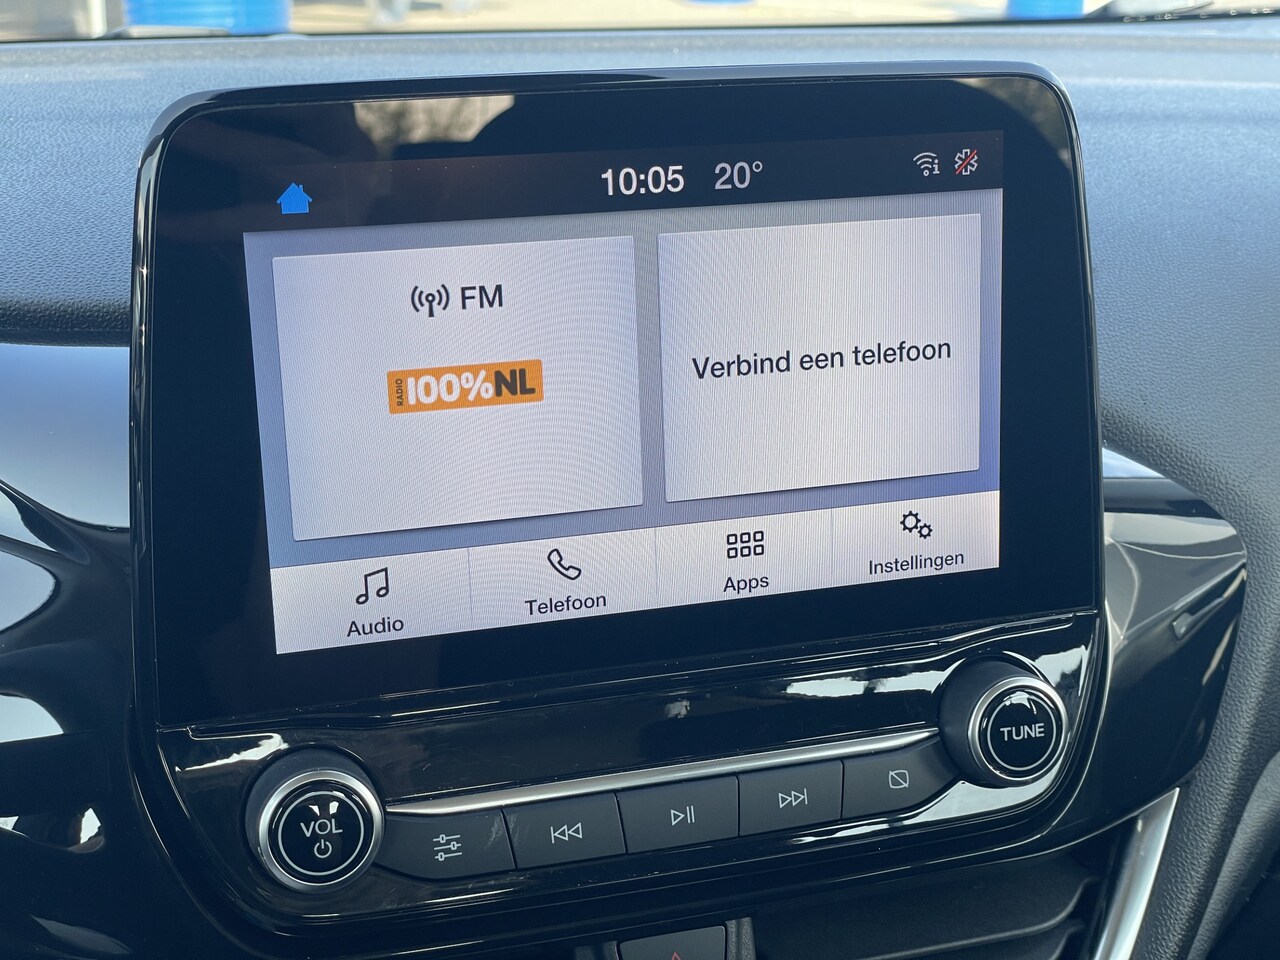 10:05 20°
FM
RADIO 100%NL
Verbind een telefoon
Audio
Telefoon
Apps
Instellingen
TUNE
VOL